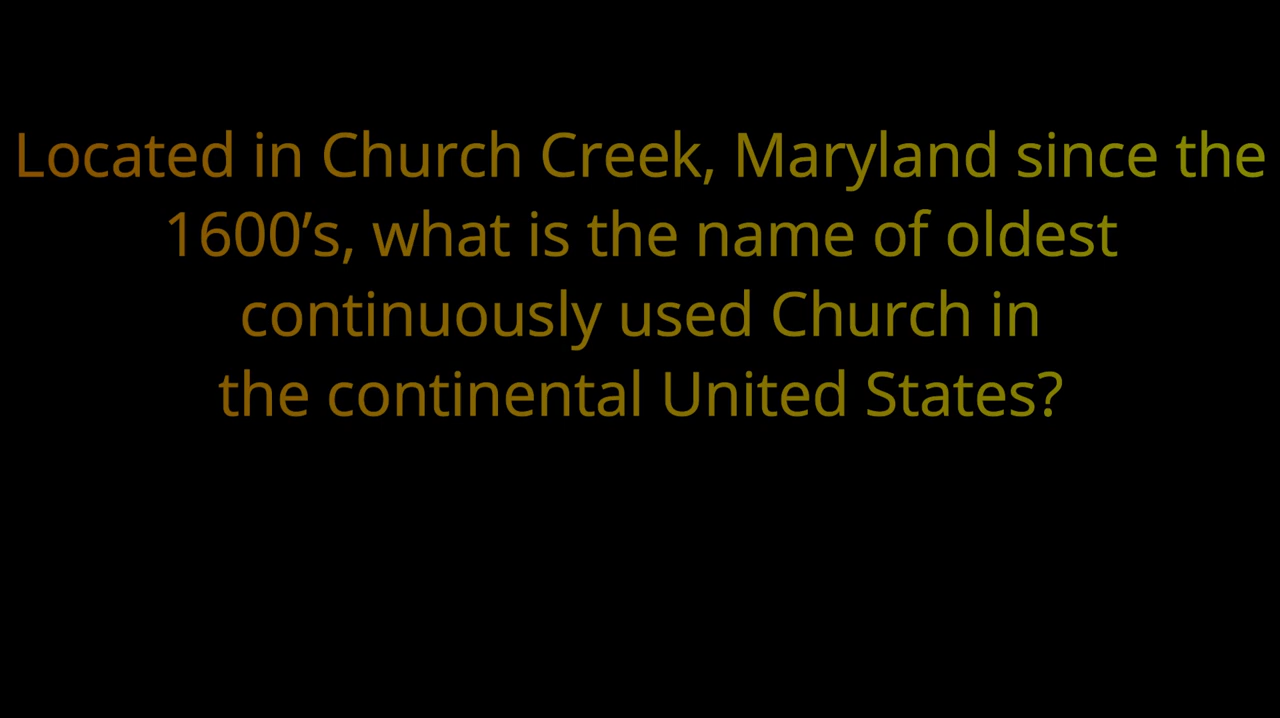 Located in Church Creek, Maryland since the
1600’s, what is the name of oldest
continuously used Church in
the continental United States?